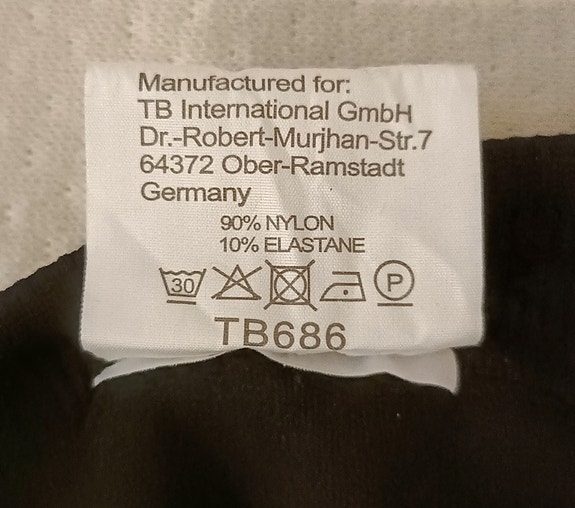 Manufactured for:
TB International GmbH
Dr.-Robert-Murjhan-Str.7
64372 Ober-Ramstadt
Germany
90% NYLON
10% ELASTANE
30 P
TB686